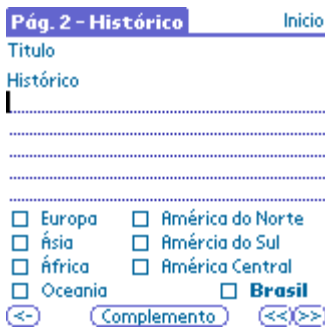 Pág. 2 - Histórico Inicio
Titulo
Histórico
Europa América do Norte
Ásia Amércia do Sul
África América Central
Oceania Brasil
<-) Complemento <<) >>)